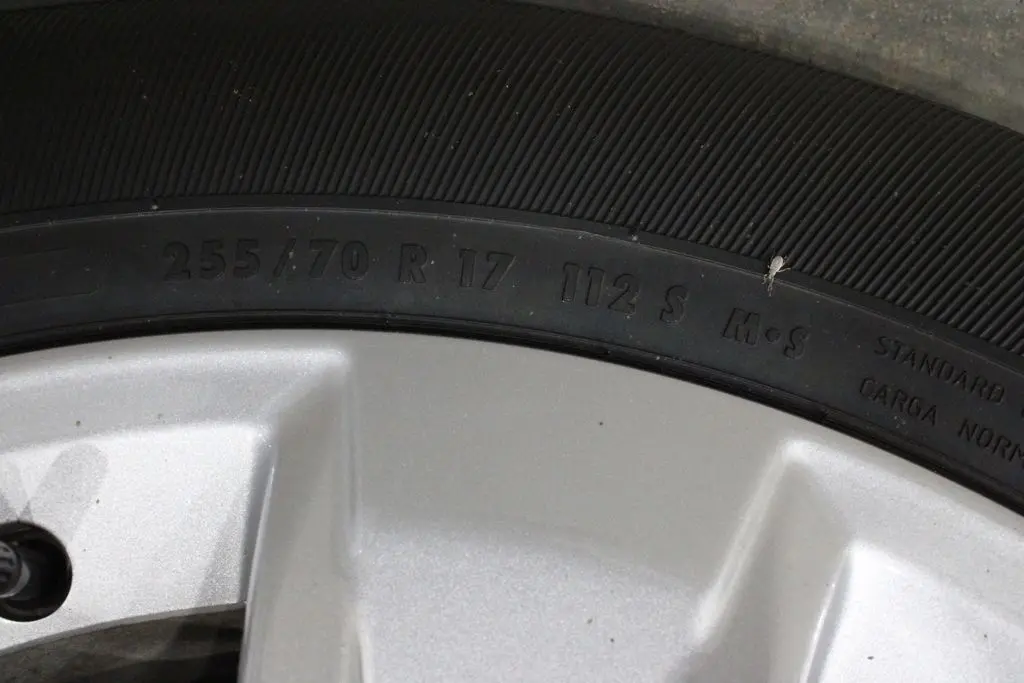 255/70 R 17 112 S M•S
STANDARD
CARGA NORM